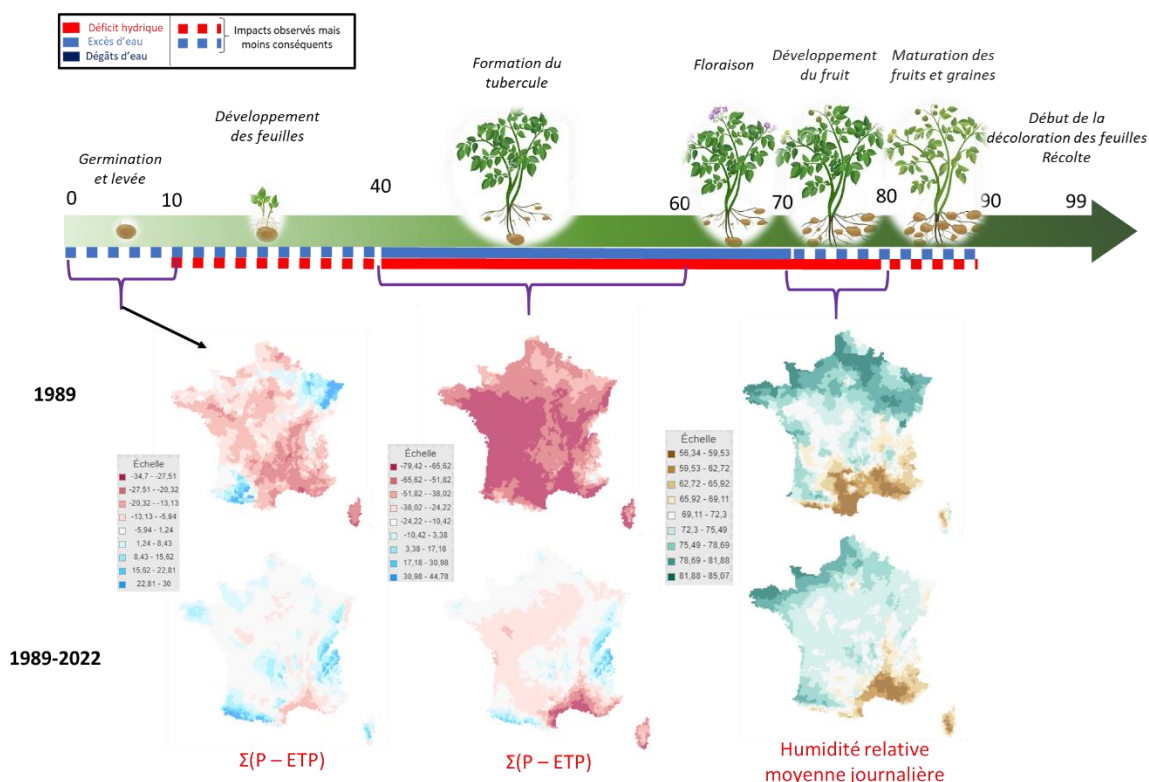 Déficit hydrique
Excès d'eau
Dégâts d'eau
Impacts observés mais
moins conséquents
Germination
et levée
Développement
des feuilles
Formation du
tubercule
Floraison
Développement
du fruit
Maturation des
fruits et graines
Début de la
décoloration des feuilles
Récolte
0
10
40
60
70
80
90
99
1989
Échelle
-34,7 - -27,51
-27,51 - -20,32
-20,32 - -13,13
-13,13 - -5,94
-5,94 - 1,24
1,24 - 8,43
8,43 - 15,62
15,62 - 22,81
22,81 - 30
Échelle
-79,42 - -65,62
-65,62 - -51,82
-51,82 - -38,02
-38,02 - -24,22
-24,22 - -10,42
-10,42 - 3,38
3,38 - 17,18
17,18 - 30,98
30,98 - 44,78
Échelle
56,34 - 59,53
59,53 - 62,72
62,72 - 65,92
65,92 - 69,11
69,11 - 72,3
72,3 - 75,49
75,49 - 78,69
78,69 - 81,88
81,88 - 85,07
1989-2022
Σ(P – ETP)
Σ(P – ETP)
Humidité relative
moyenne journalière